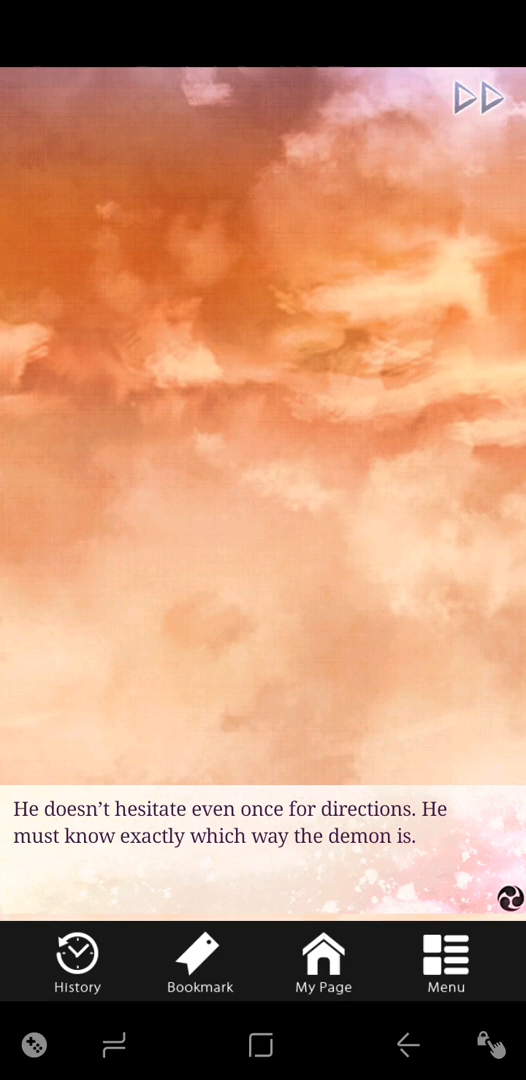 He doesn’t hesitate even once for directions. He
must know exactly which way the demon is.
History
Bookmark
My Page
Menu